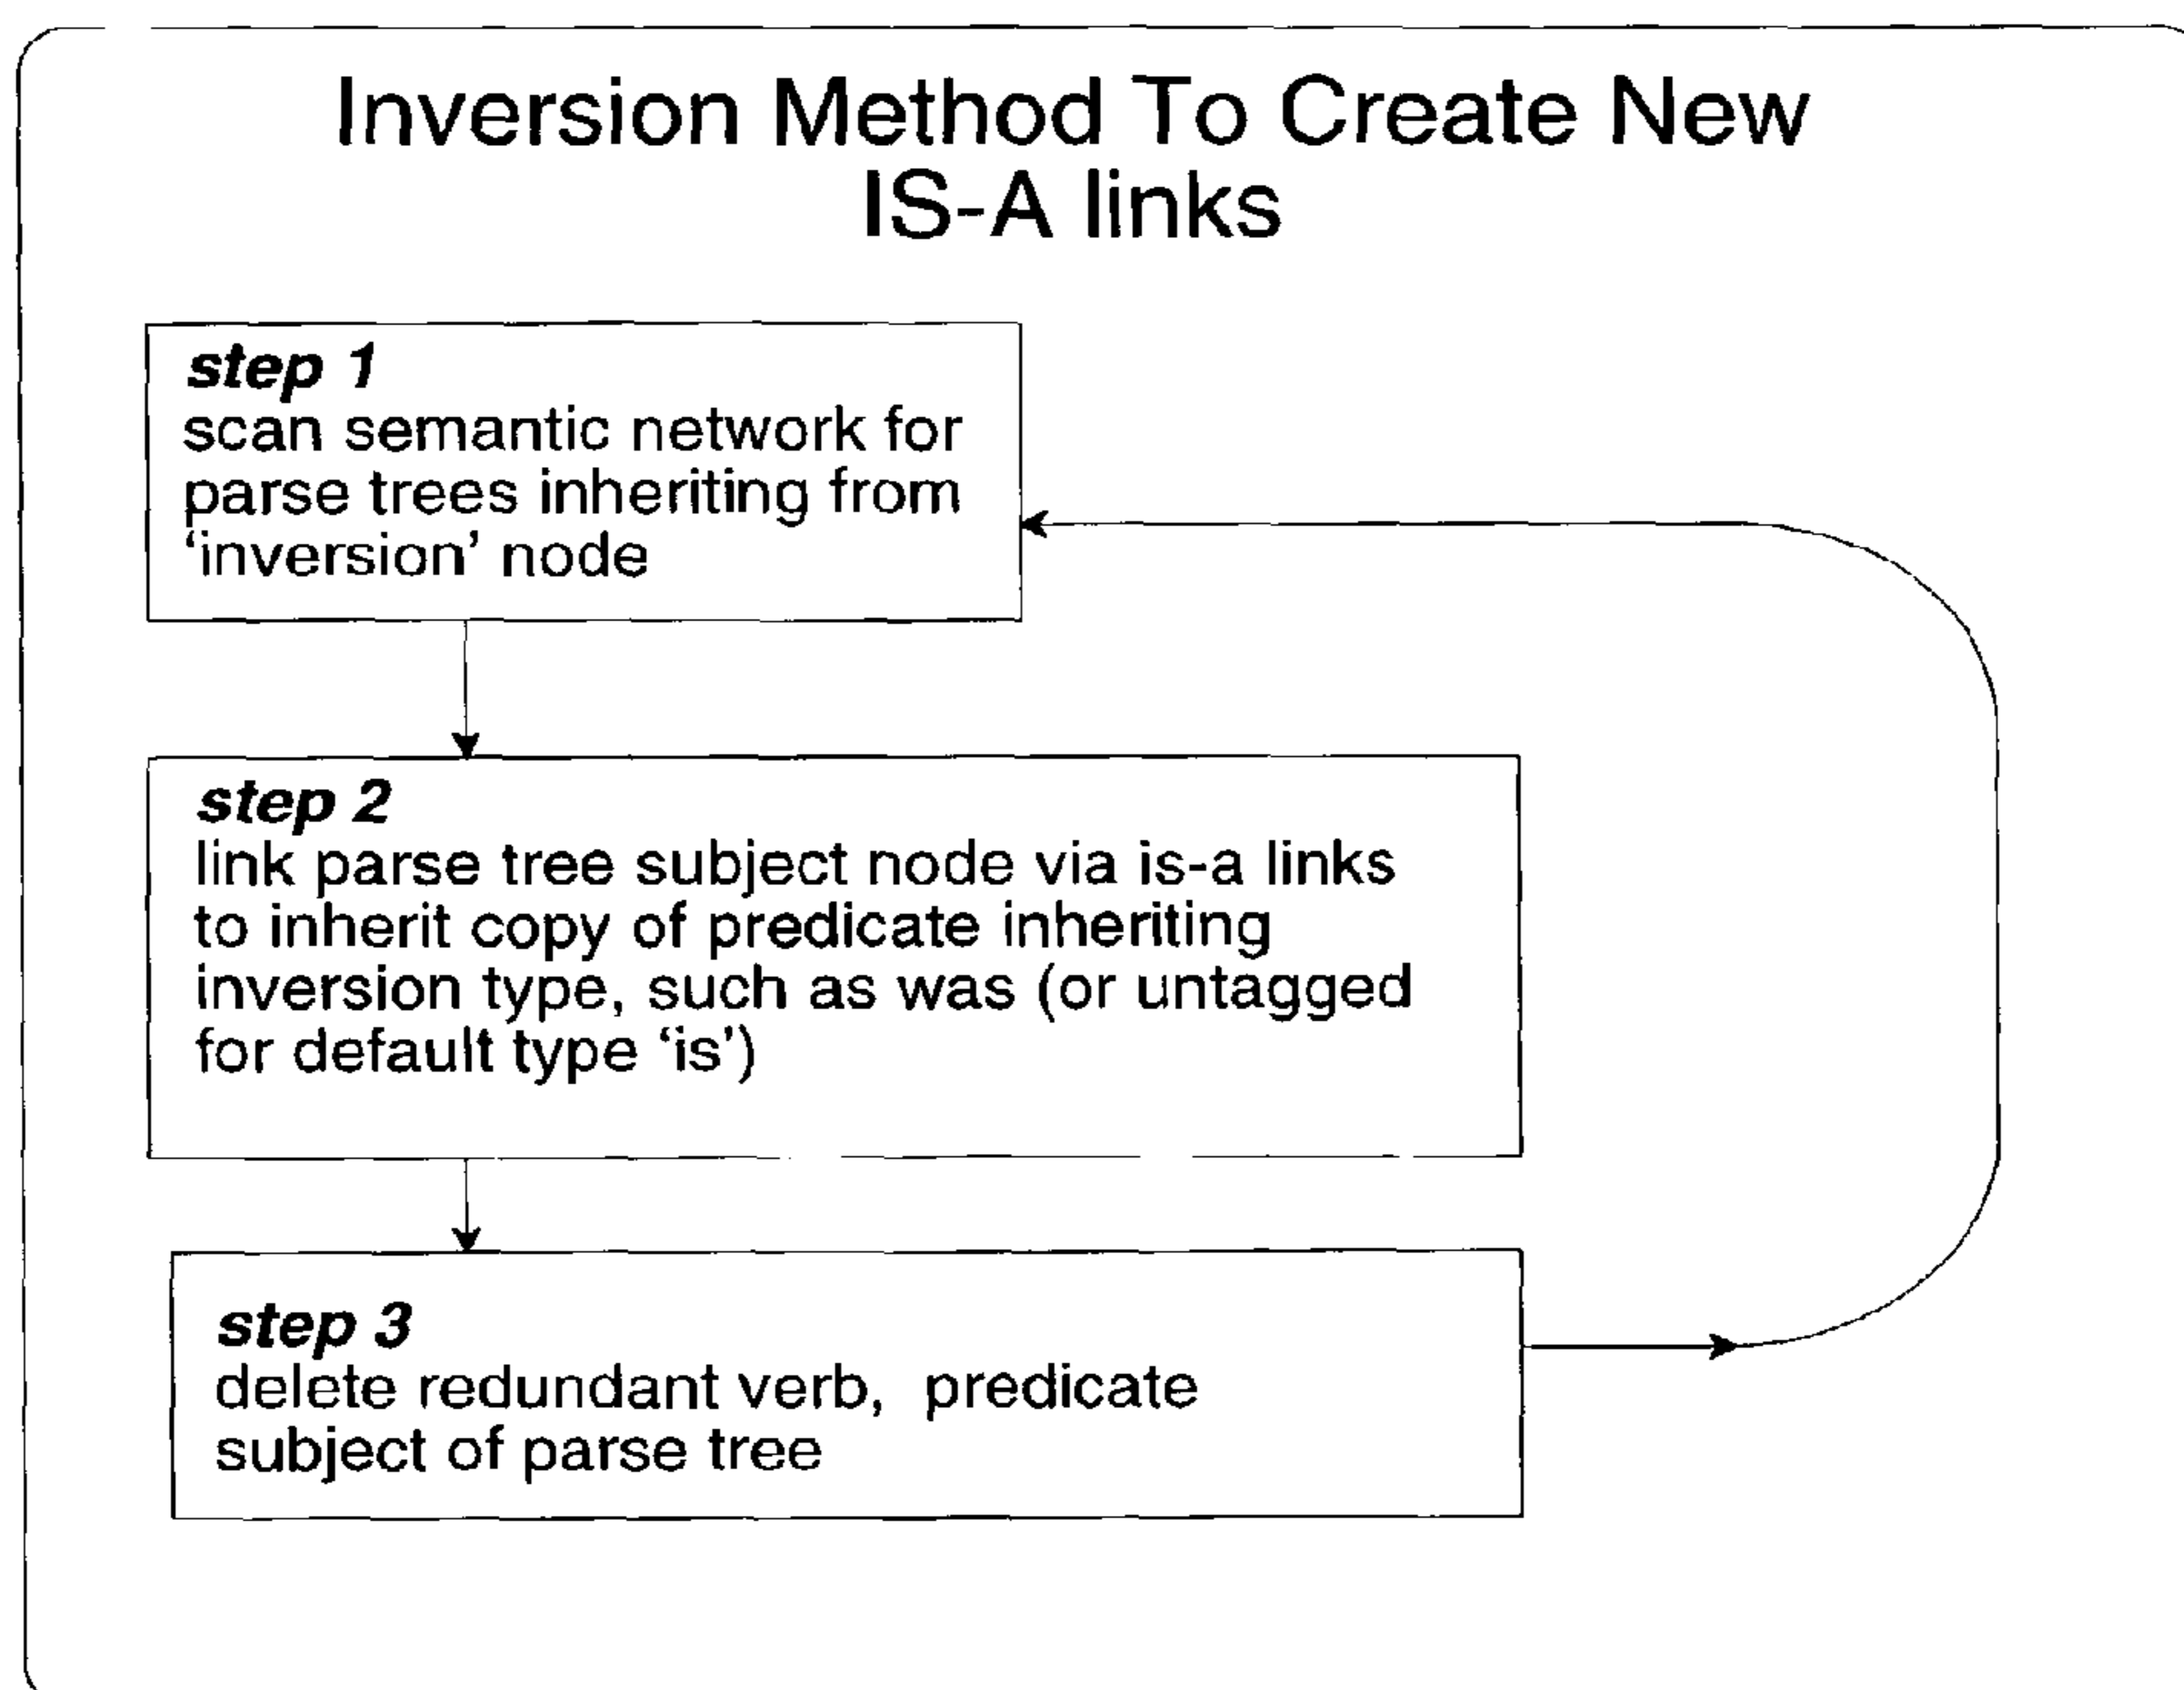 Inversion Method To Create New
IS-A links
step 1
scan semantic network for
parse trees inheriting from
‘inversion’ node
step 2
link parse tree subject node via is-a links
to inherit copy of predicate inheriting
inversion type, such as was (or untagged
for default type ‘is’)
step 3
delete redundant verb, predicate
subject of parse tree